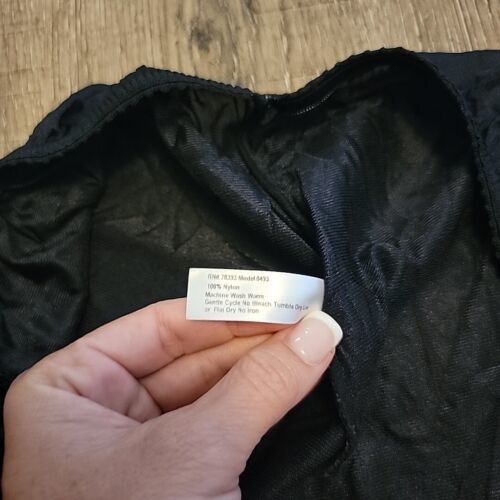 RN# 78393 Model 8493
100% Nylon
Machine Wash Warm
Gentle Cycle No Bleach Tumble Dry Low
or Flat Dry No Iron